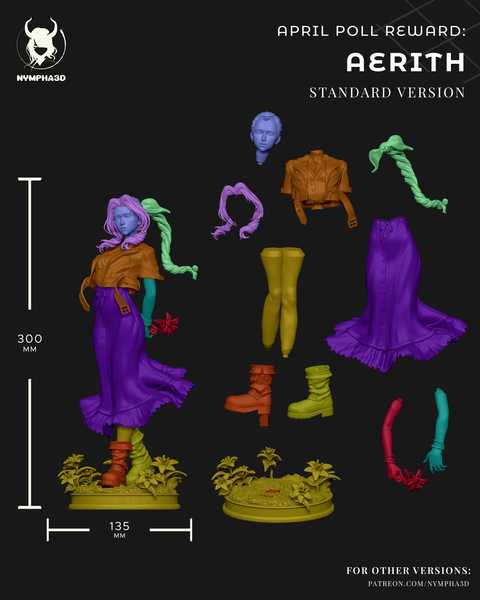 APRIL POLL REWARD:
AERITH
STANDARD VERSION
NYMPHA3D
300
MM
135
MM
FOR OTHER VERSIONS:
PATREON.COM/NYMPHA3D